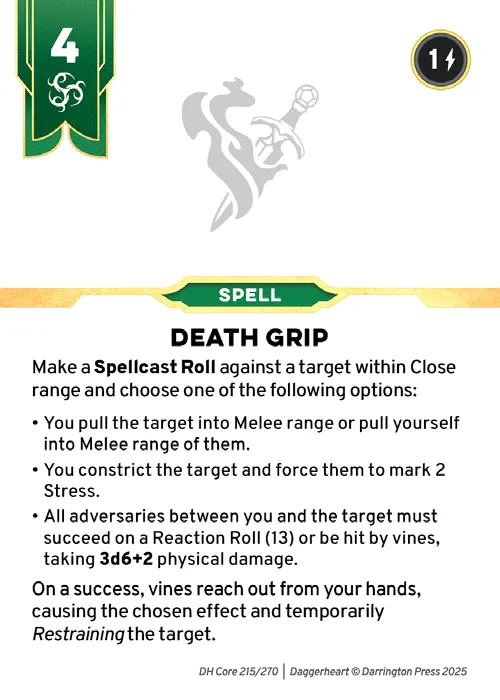 4
1
SPELL
DEATH GRIP
Make a Spellcast Roll against a target within Close
range and choose one of the following options:
• You pull the target into Melee range or pull yourself
into Melee range of them.
• You constrict the target and force them to mark 2
Stress.
• All adversaries between you and the target must
succeed on a Reaction Roll (13) or be hit by vines,
taking 3d6+2 physical damage.
On a success, vines reach out from your hands,
causing the chosen effect and temporarily
Restraining the target.
DH Core 215/270 | Daggerheart © Darrington Press 2025